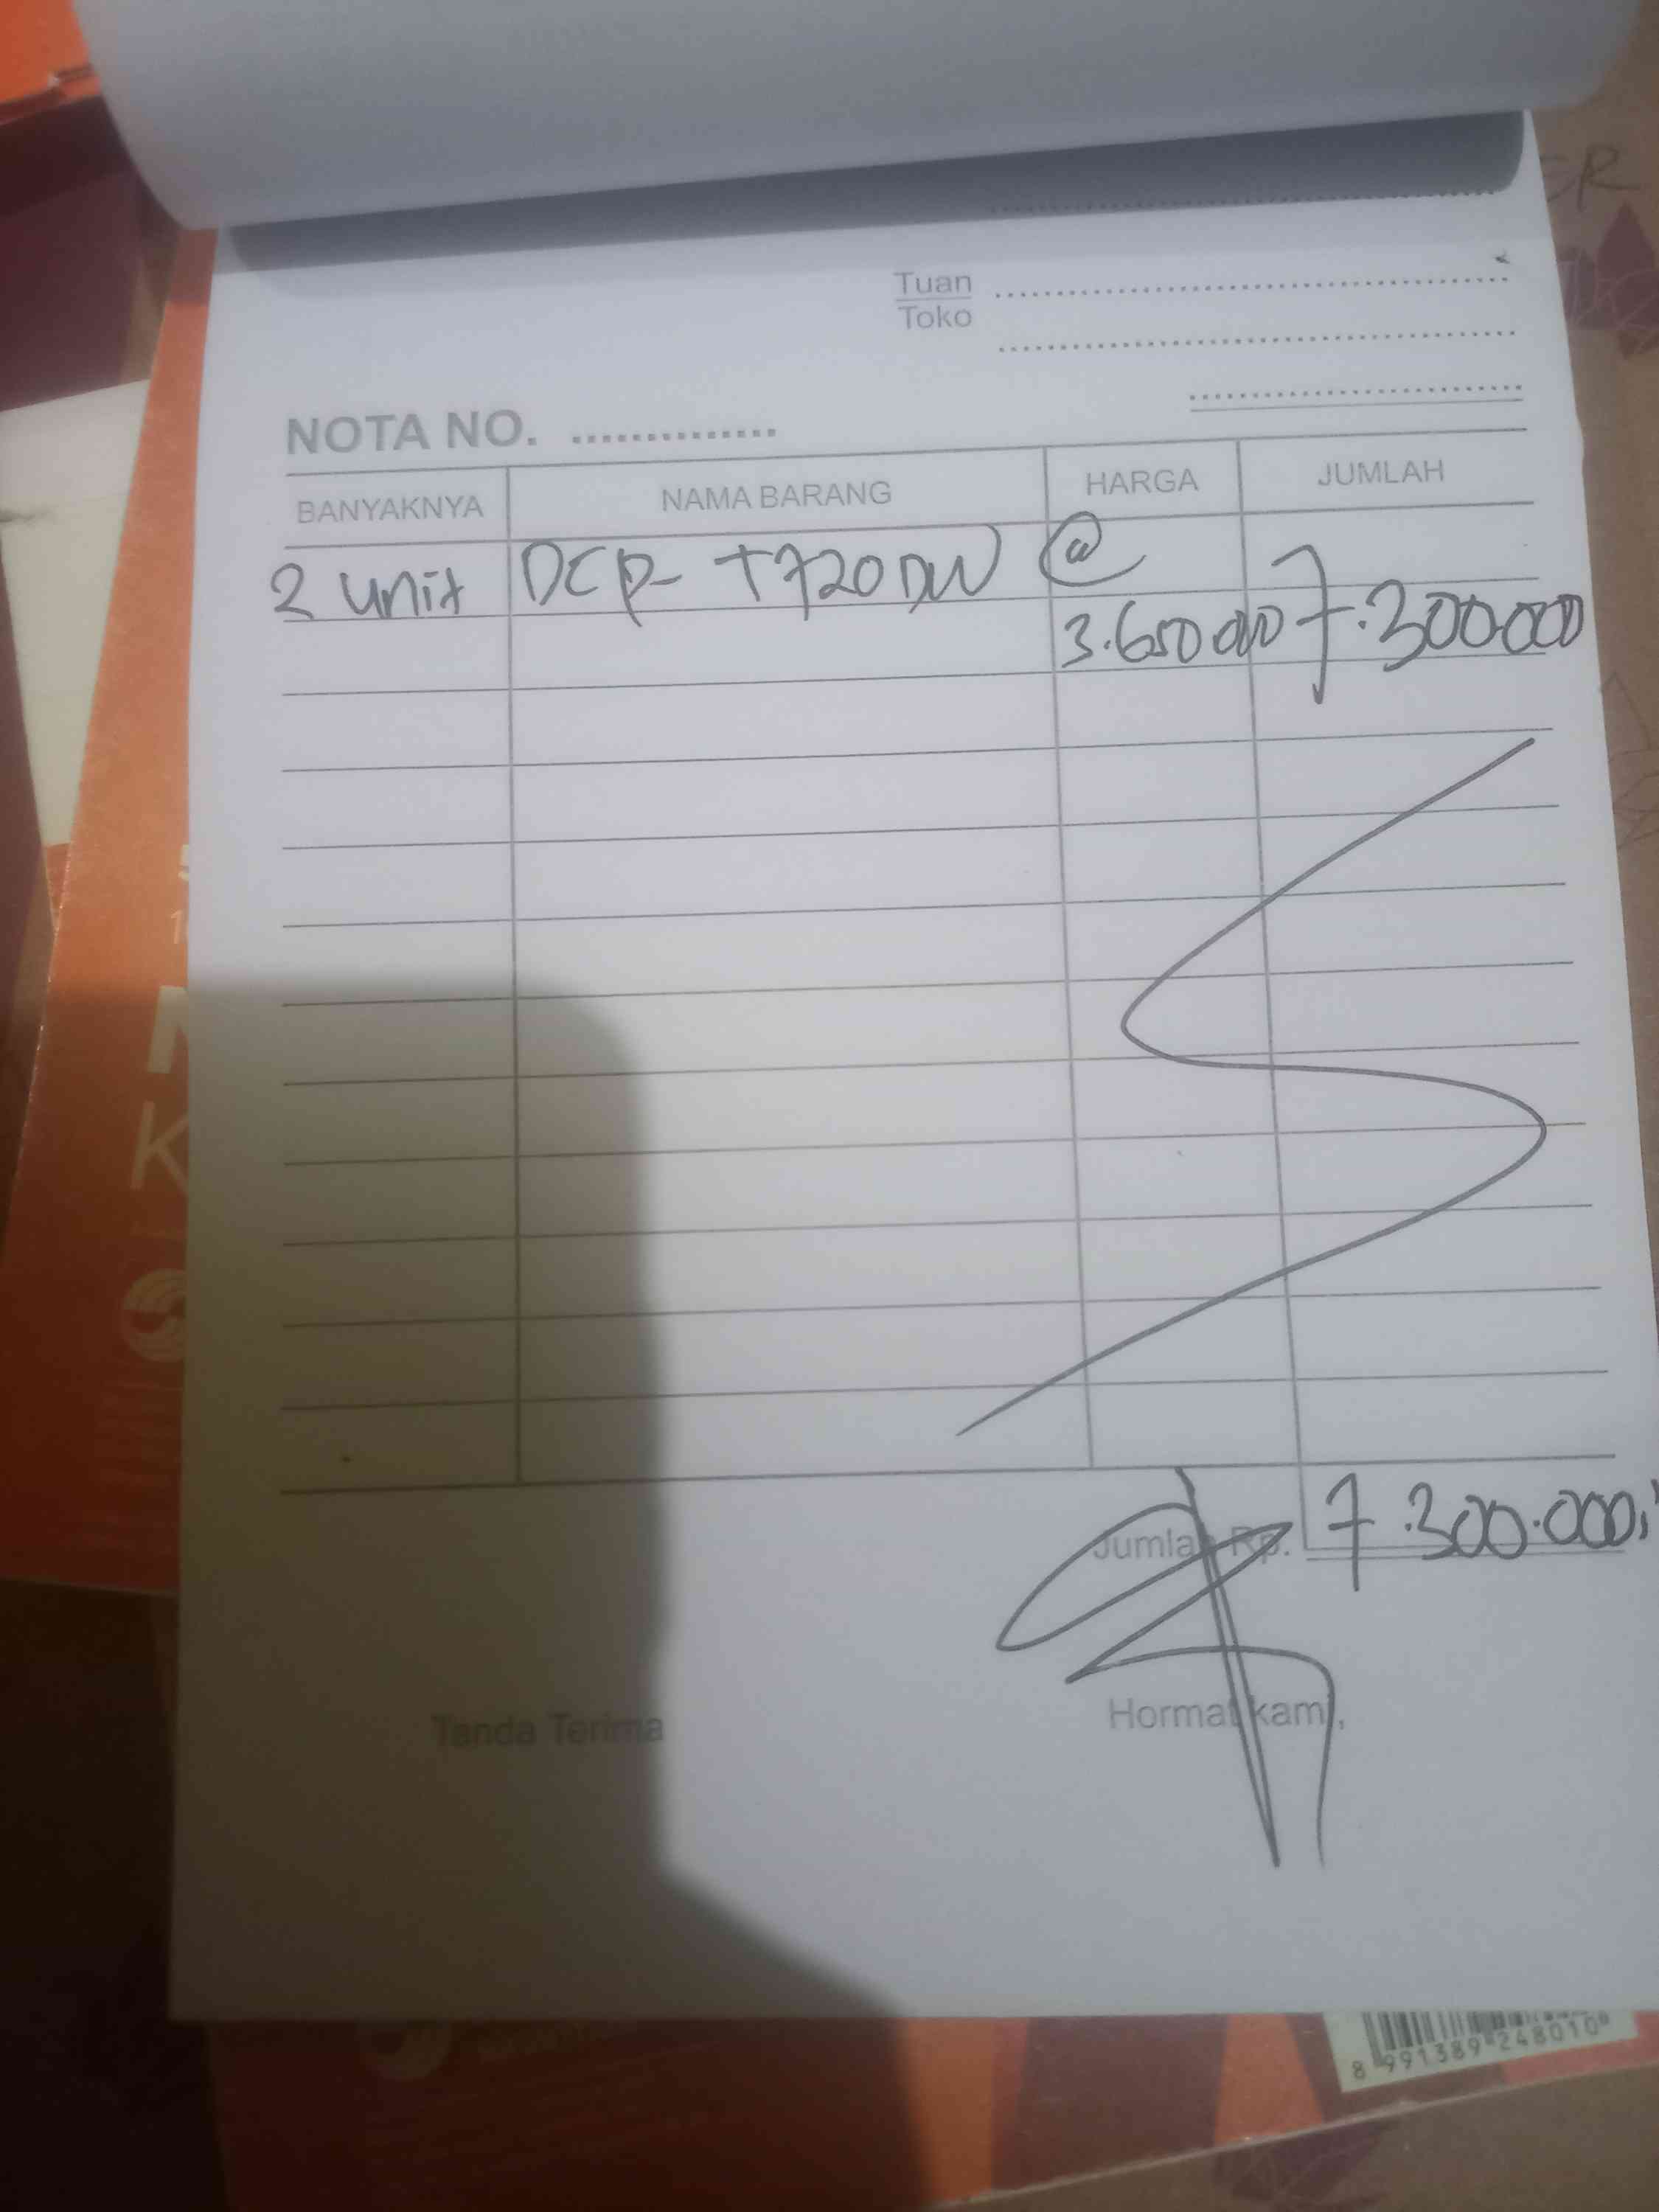 Tuan
Toko
NOTA NO.
BANYAKNYA NAMA BARANG HARGA JUMLAH
2 unit DCP- T720DW @
3.650.000 7.300.000
Jumlah Rp. 7.300.000,
Tanda Terima Hormat kami,
8 991389 248010